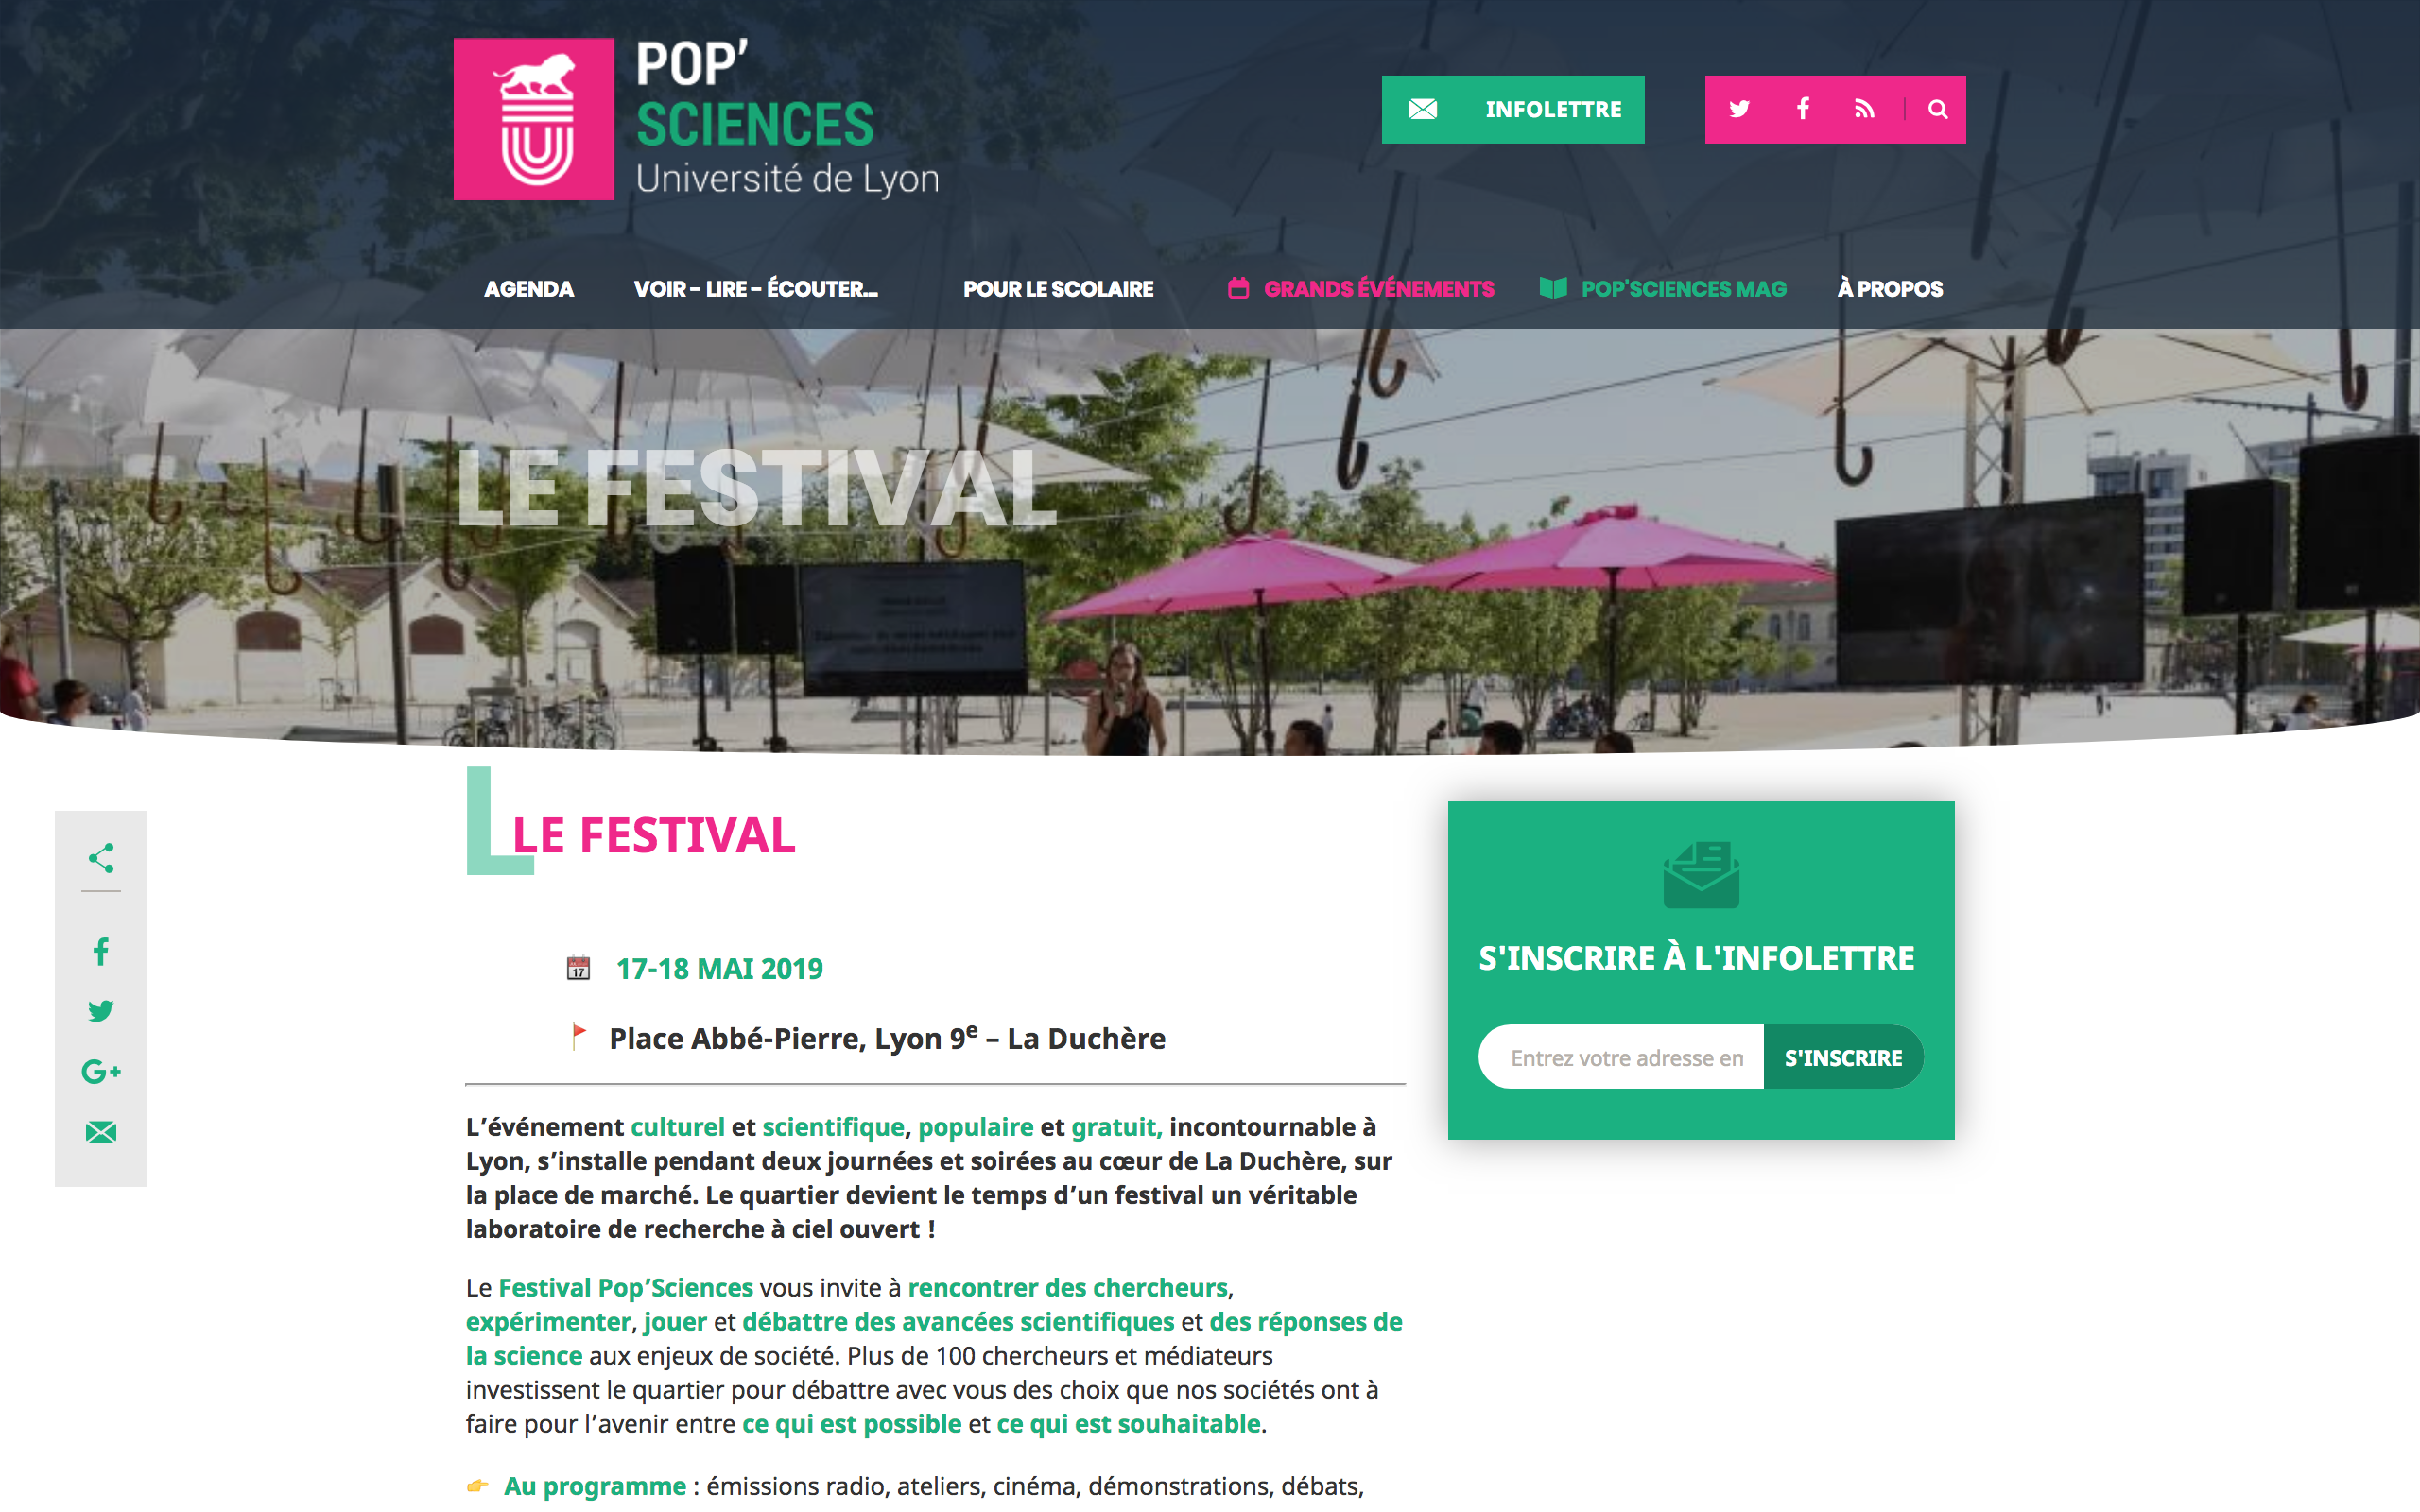 POP'
SCIENCES
Université de Lyon
INFOLETTRE
AGENDA
VOIR – LIRE – ÉCOUTER...
POUR LE SCOLAIRE
GRANDS ÉVÉNEMENTS
POP'SCIENCES MAG
À PROPOS
LE FESTIVAL
L
LE FESTIVAL
17
17-18 MAI 2019
Place Abbé-Pierre, Lyon 9e – La Duchère
L’événement culturel et scientifique, populaire et gratuit, incontournable à
Lyon, s’installe pendant deux journées et soirées au cœur de La Duchère, sur
la place de marché. Le quartier devient le temps d’un festival un véritable
laboratoire de recherche à ciel ouvert !
Le Festival Pop’Sciences vous invite à rencontrer des chercheurs,
expérimenter, jouer et débattre des avancées scientifiques et des réponses de
la science aux enjeux de société. Plus de 100 chercheurs et médiateurs
investissent le quartier pour débattre avec vous des choix que nos sociétés ont à
faire pour l’avenir entre ce qui est possible et ce qui est souhaitable.
Au programme : émissions radio, ateliers, cinéma, démonstrations, débats,
S'INSCRIRE À L'INFOLETTRE
Entrez votre adresse en
S'INSCRIRE